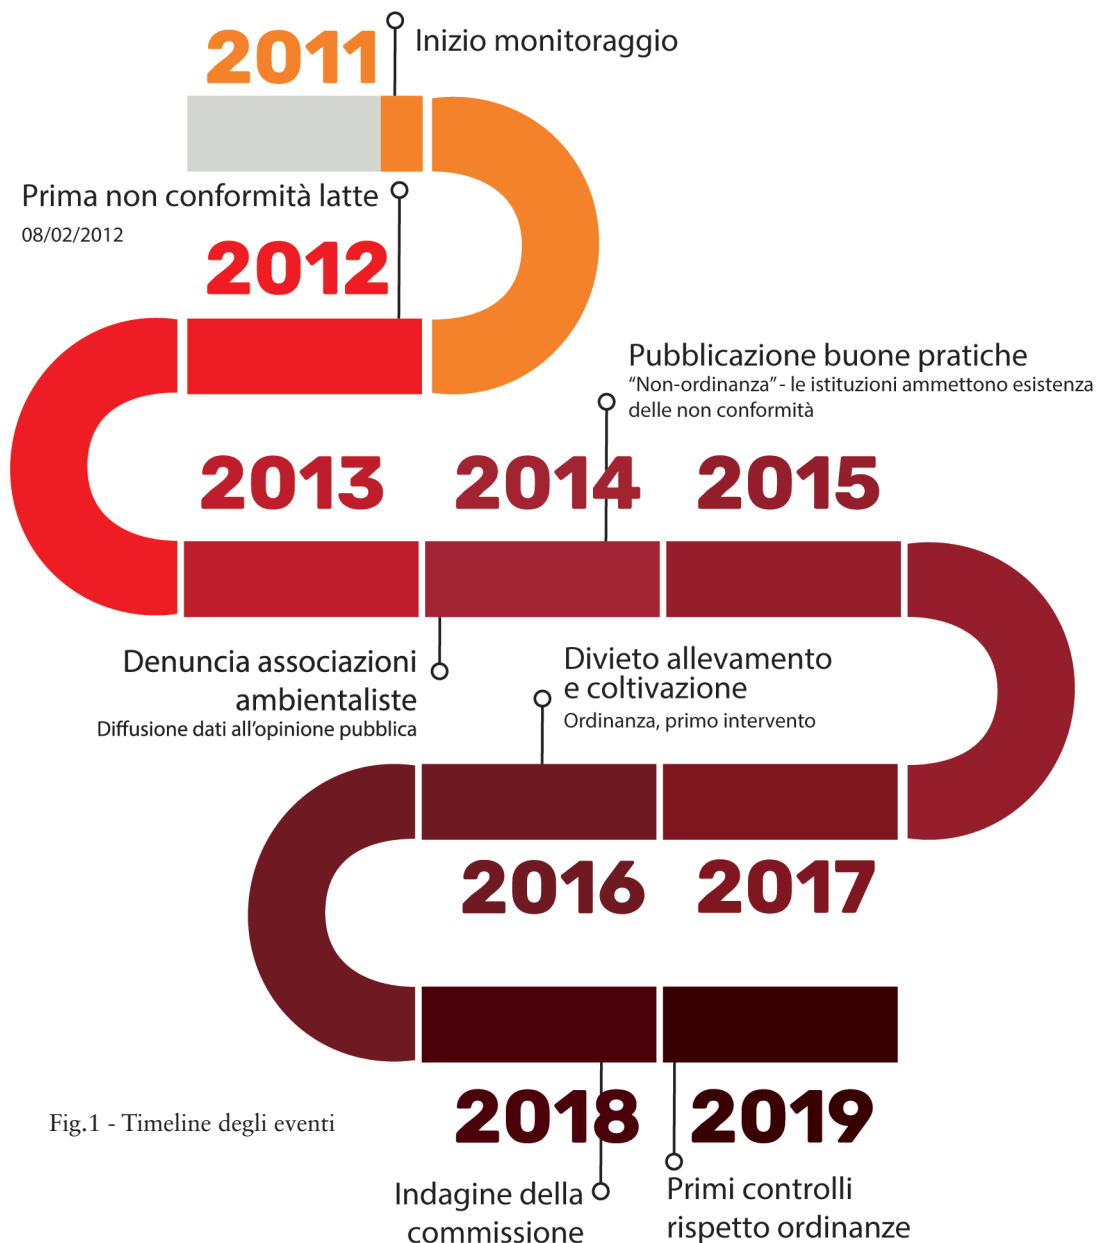 2011
Inizio monitoraggio
Prima non conformità latte
08/02/2012
2012
Pubblicazione buone pratiche
“Non-ordinanza” - le istituzioni ammettono esistenza
delle non conformità
2013
2014
2015
Denuncia associazioni
ambientaliste
Diffusione dati all’opinione pubblica
Divieto allevamento
e coltivazione
Ordinanza, primo intervento
2016
2017
2018
2019
Fig.1 - Timeline degli eventi
Indagine della
commissione
Primi controlli
rispetto ordinanze